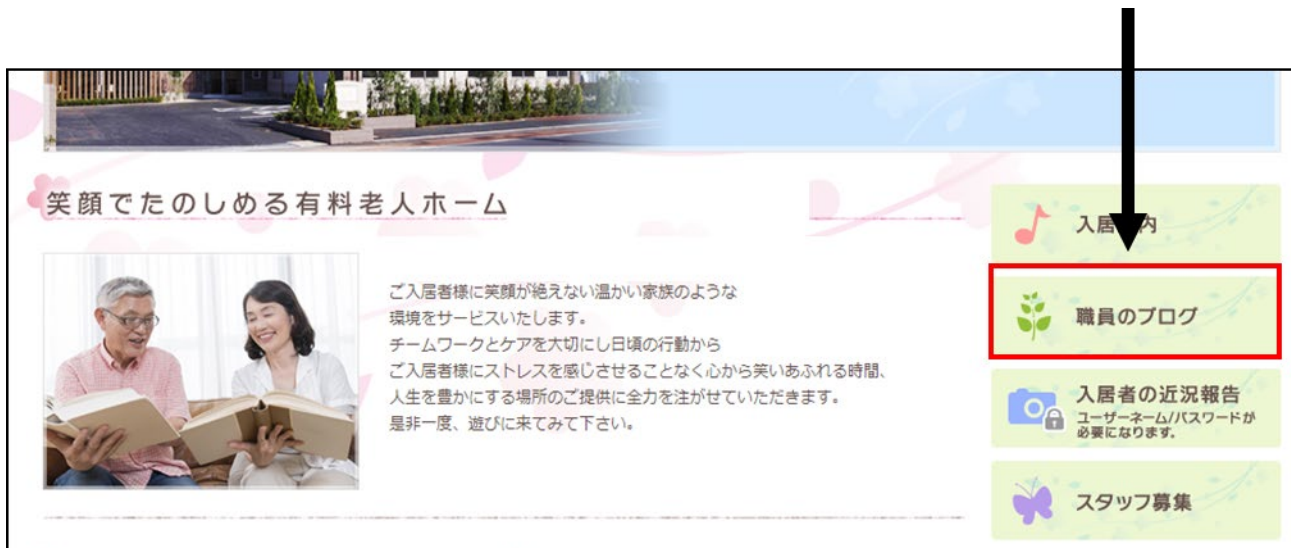 笑顔でたのしめる有料老人ホーム
ご入居者様に笑顔が絶えない温かい家族のような
環境をサービスいたします。
チームワークとケアを大切にし日頃の行動から
ご入居者様にストレスを感じさせることなく心から笑いあふれる時間、
人生を豊かにする場所のご提供に全力を注がせていただきます。
是非一度、遊びに来てみて下さい。
入居 内
職員のブログ
入居者の近況報告
ユーザーネーム/パスワードが
必要になります。
スタッフ募集